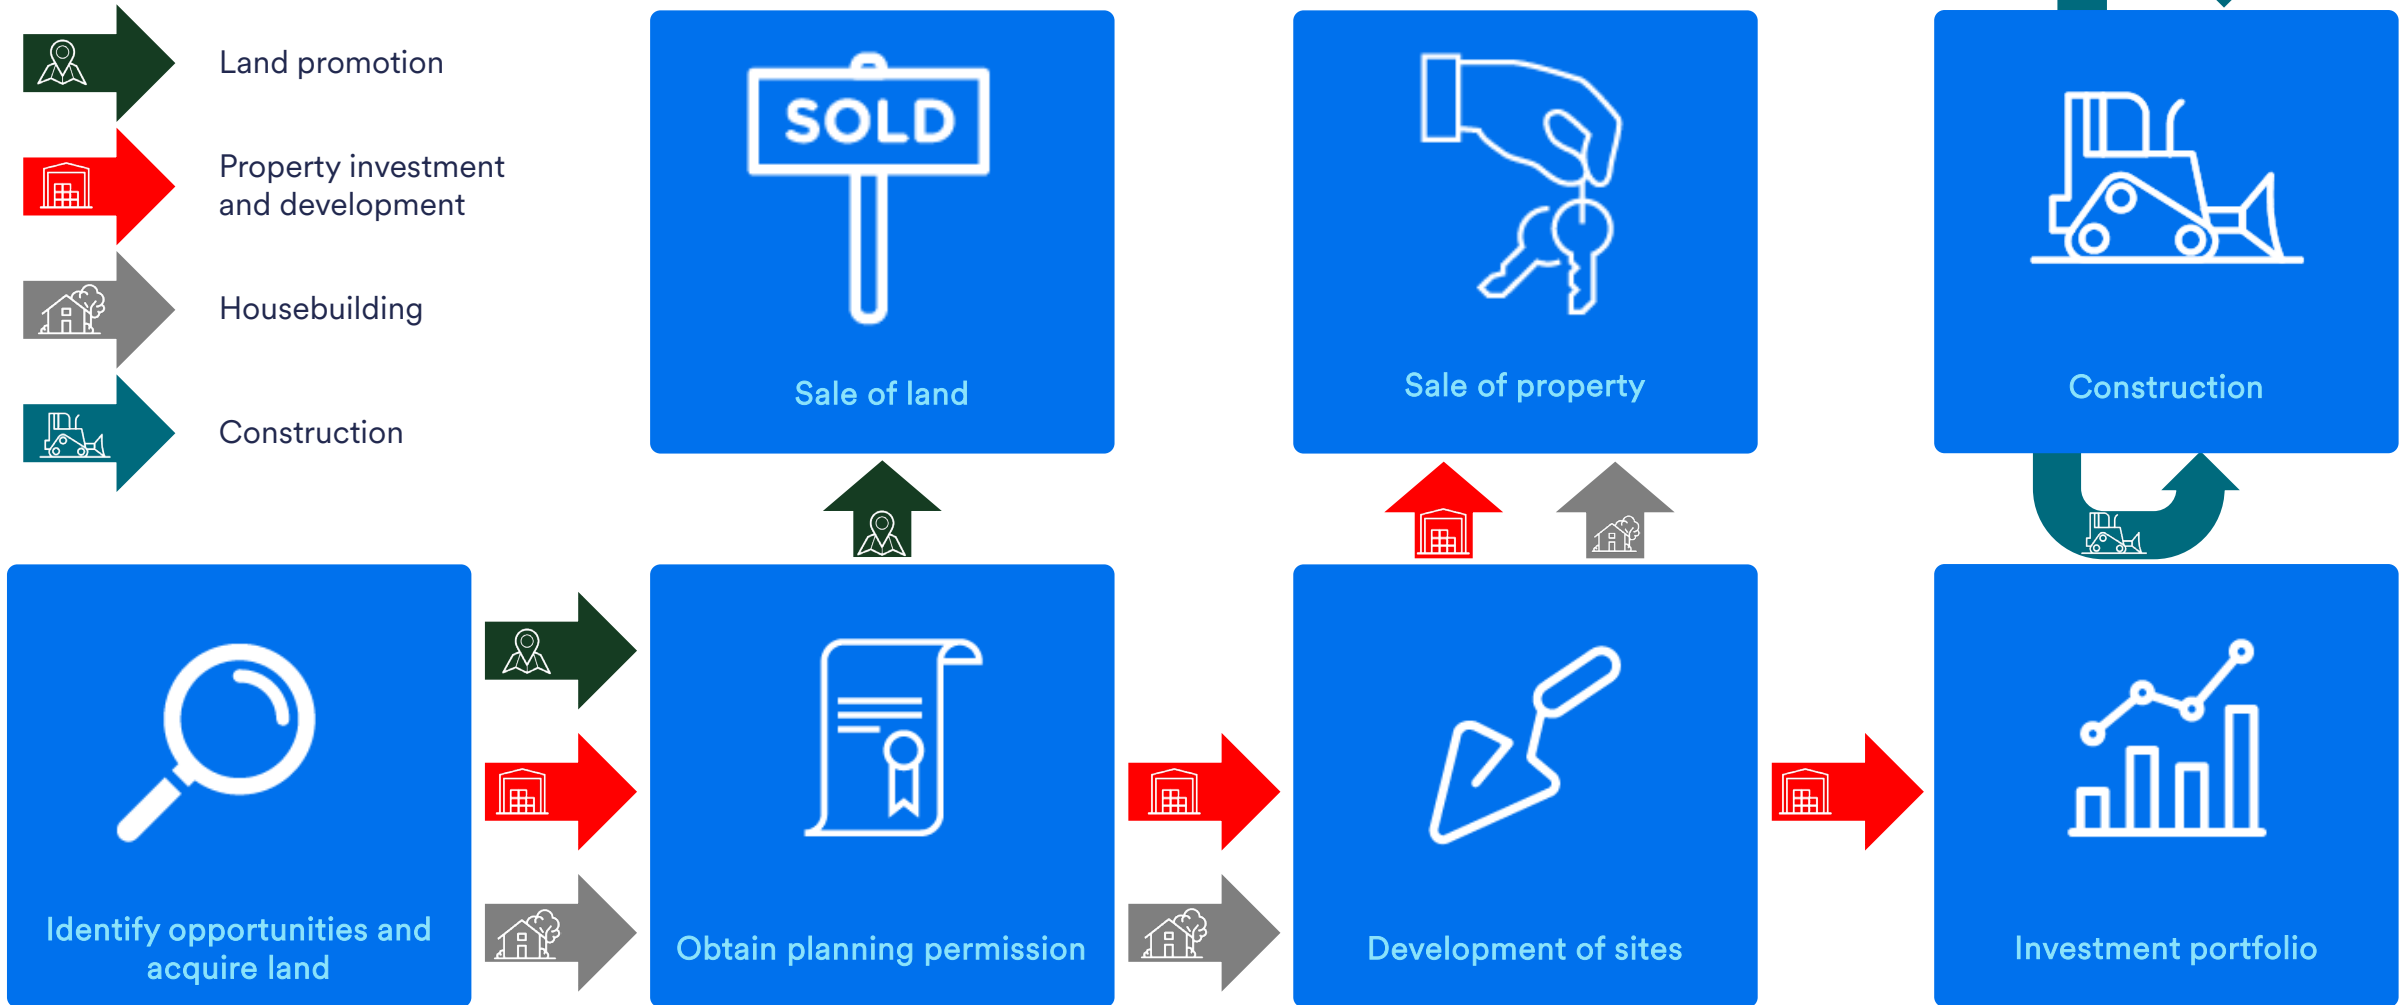 Land promotion
Property investment
and development
Housebuilding
Construction
SOLD
Sale of land
Sale of property
Construction
Identify opportunities and
acquire land
Obtain planning permission
Development of sites
Investment portfolio